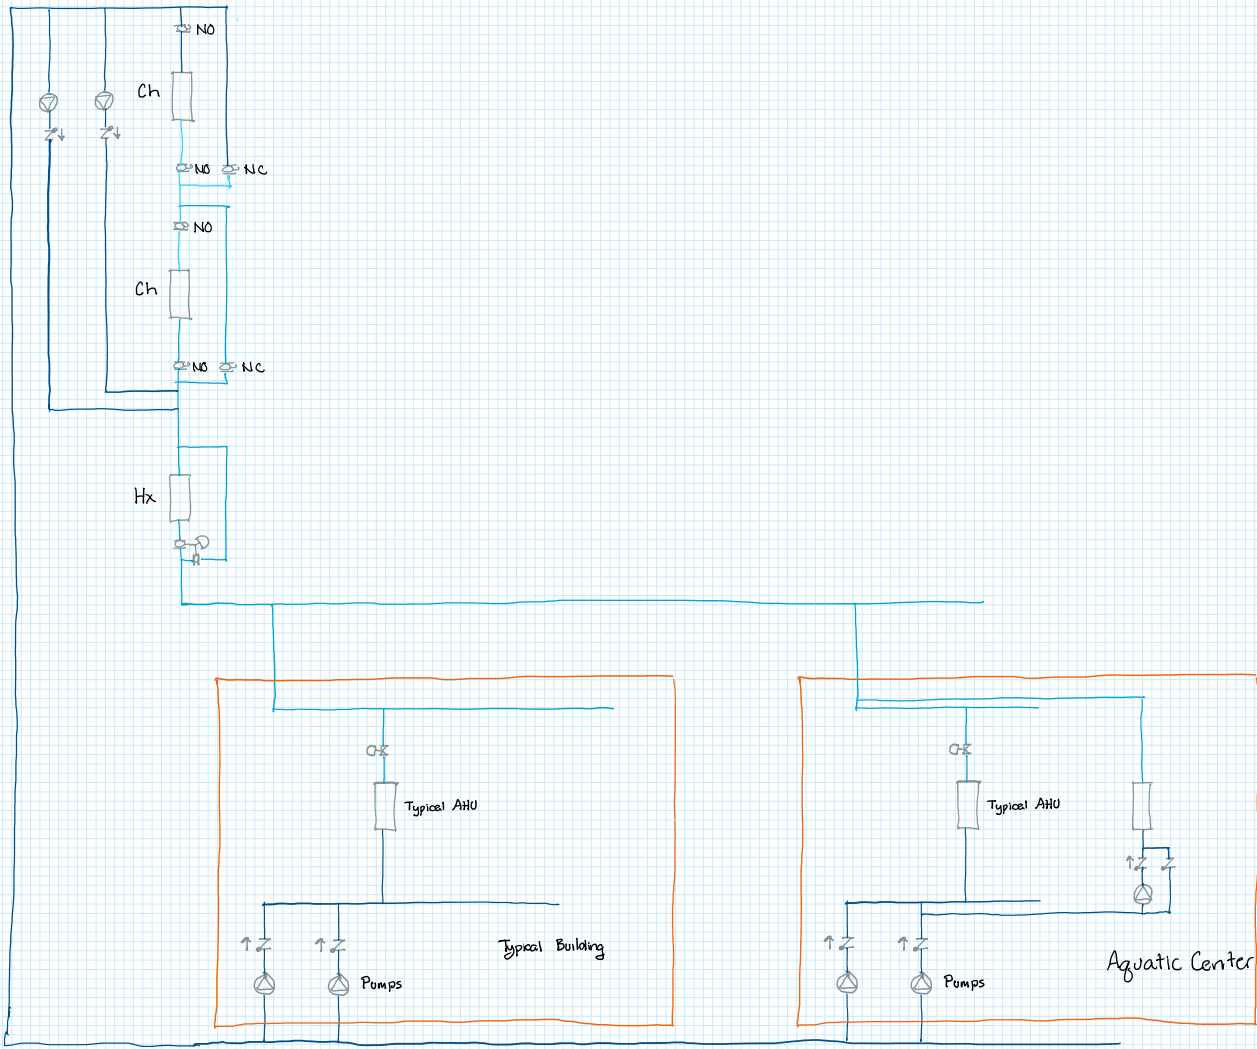 NO
Ch
NO NC
NO
Ch
NO NC
Hx
Typical AHU
Typical AHU
Typical Building
Aquatic Center
Pumps
Pumps